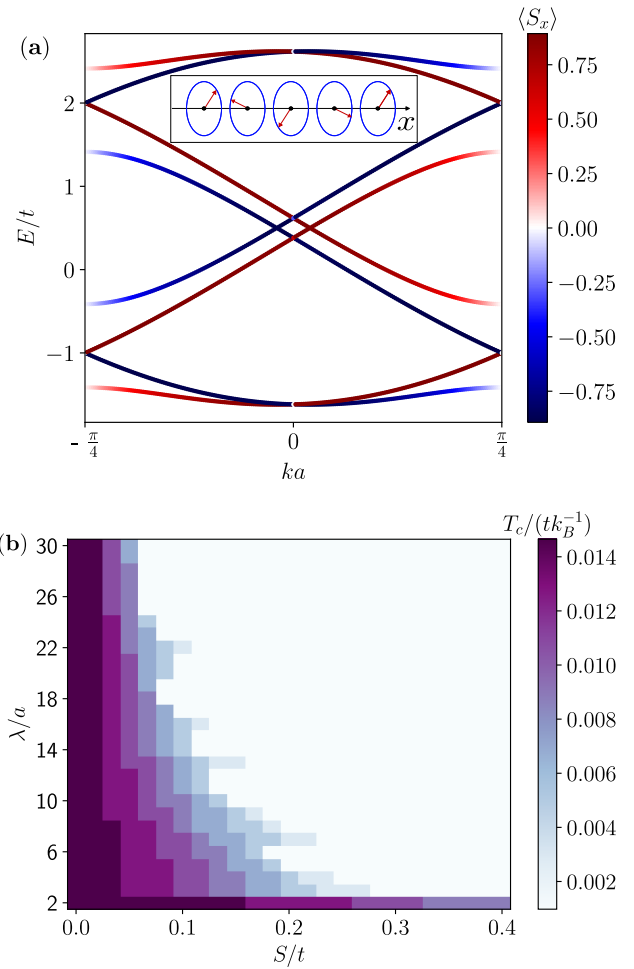 (a)
⟨S_x⟩
E/t
2
1
0
−1
x
- π/4
0
π/4
ka
0.75
0.50
0.25
0.00
−0.25
−0.50
−0.75
(b)
T_c/(tk_B^{-1})
λ/a
30
26
22
18
14
10
6
2
0.0
0.1
0.2
0.3
0.4
S/t
0.014
0.012
0.010
0.008
0.006
0.004
0.002